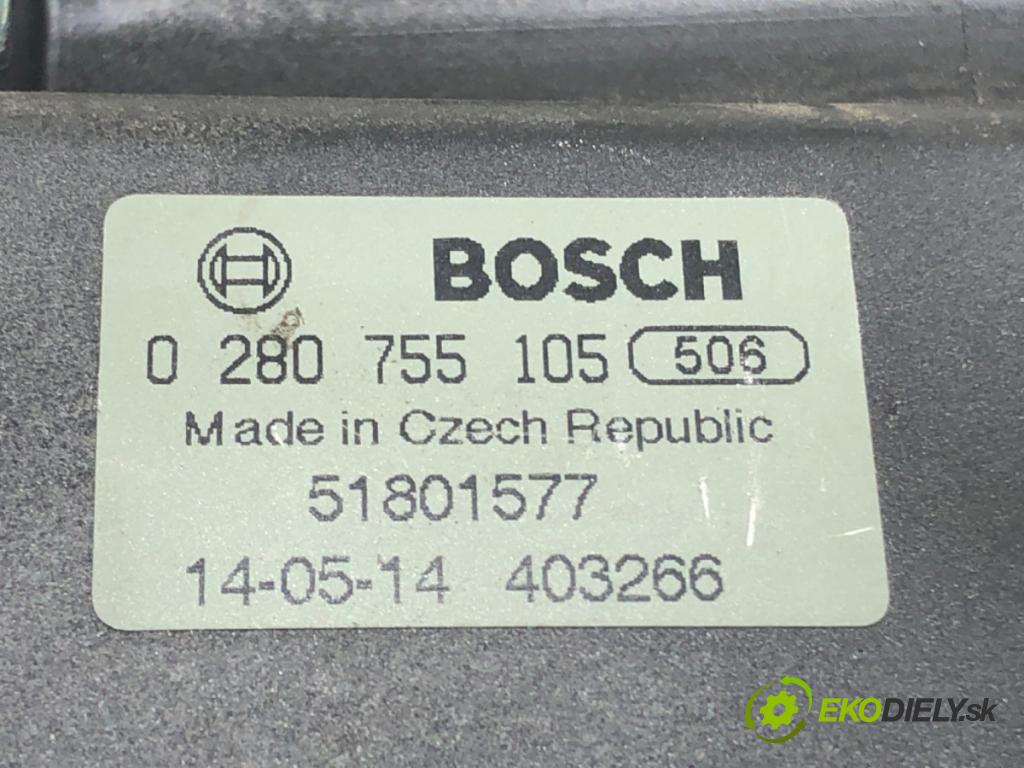 BOSCH
0 280 755 105 506
Made in Czech Republic
51801577
14-05-14 403266
EKODIELY.sk